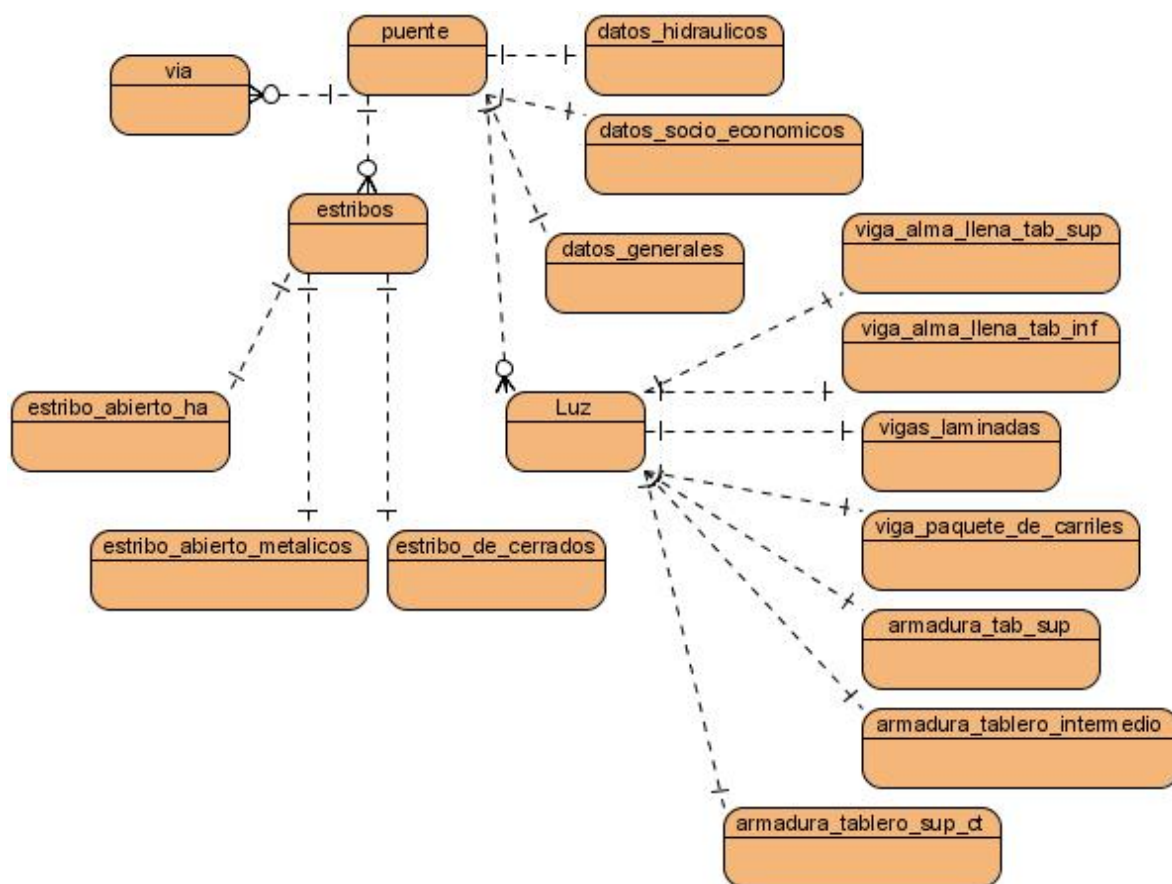 puente
datos_hidraulicos
via
datos_socio_economicos
estribos
datos_generales
viga_alma_llena_tab_sup
viga_alma_llena_tab_inf
estribo_abierto_ha
Luz
vigas_laminadas
viga_paquete_de_carriles
estribo_abierto_metalicos
estribo_de_cerrados
armadura_tab_sup
armadura_tablero_intermedio
armadura_tablero_sup_ct